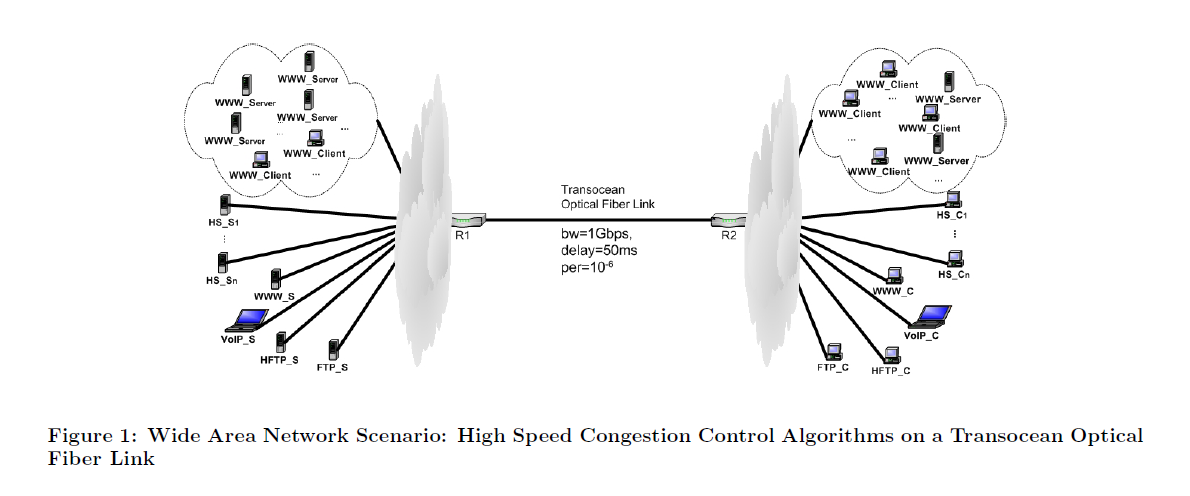 WWW_Server
WWW_Server
WWW_Server
WWW_Server
...
...
WWW_Client
WWW_Client
...
HS_S1
...
HS_Sn
WWW_S
VoIP_S
HFTP_S
FTP_S
R1
Transocean
Optical Fiber Link
bw=1Gbps,
delay=50ms
per=10⁻⁶
R2
WWW_Client
...
WWW_Server
WWW_Client
WWW_Client
...
WWW_Server
WWW_Client
...
HS_C1
...
HS_Cn
WWW_C
VoIP_C
FTP_C
HFTP_C
Figure 1: Wide Area Network Scenario: High Speed Congestion Control Algorithms on a Transocean Optical
Fiber Link